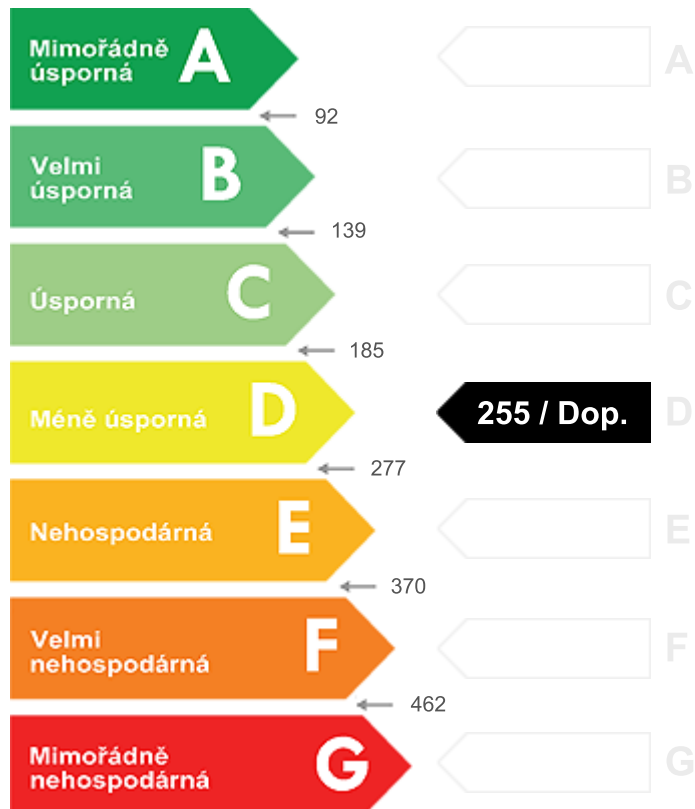 Mimořádně
úsporná
A
A
92
Velmi
úsporná
B
B
139
Úsporná
C
C
185
Méně úsporná
D
255 / Dop.
D
277
Nehospodárná
E
E
370
Velmi
nehospodárná
F
F
462
Mimořádně
nehospodárná
G
G